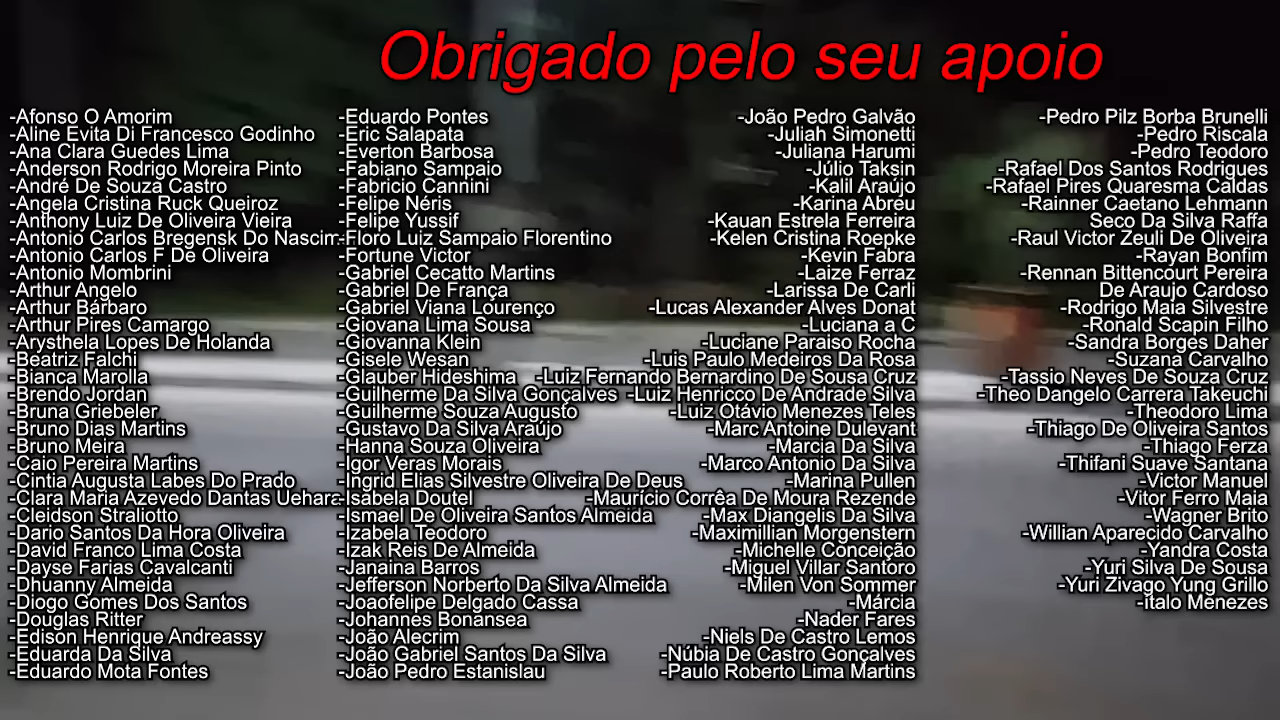 Obrigado pelo seu apoio
-Afonso O Amorim
-Aline Evita Di Francesco Godinho
-Ana Clara Guedes Lima
-Anderson Rodrigo Moreira Pinto
-André De Souza Castro
-Angela Cristina Ruck Queiroz
-Anthony Luiz De Oliveira Vieira
-Antonio Carlos Bregensk Do Nascim
-Antonio Carlos F De Oliveira
-Antonio Mombrini
-Arthur Angelo
-Arthur Bárbaro
-Arthur Pires Camargo
-Arysthela Lopes De Holanda
-Beatriz Falchi
-Bianca Marolla
-Brendo Jordan
-Bruna Griebeler
-Bruno Dias Martins
-Bruno Meira
-Caio Pereira Martins
-Cintia Augusta Labes Do Prado
-Clara Maria Azevedo Dantas Uehara
-Cleidson Straliotto
-Dario Santos Da Hora Oliveira
-David Franco Lima Costa
-Dayse Farias Cavalcanti
-Dhuanny Almeida
-Diogo Gomes Dos Santos
-Douglas Ritter
-Edison Henrique Andreassy
-Eduarda Da Silva
-Eduardo Mota Fontes
-Eduardo Pontes
-Eric Salapata
-Everton Barbosa
-Fabiano Sampaio
-Fabricio Cannini
-Felipe Néris
-Felipe Yussif
-Floro Luiz Sampaio Florentino
-Fortune Victor
-Gabriel Cecatto Martins
-Gabriel De França
-Gabriel Viana Lourenço
-Giovana Lima Sousa
-Giovanna Klein
-Gisele Wesan
-Glauber Hideshima
-Guilherme Da Silva Gonçalves
-Guilherme Souza Augusto
-Gustavo Da Silva Araújo
-Hanna Souza Oliveira
-Igor Veras Morais
-Ingrid Elias Silvestre Oliveira De Deus
-Isabela Doutel
-Ismael De Oliveira Santos Almeida
-Izabela Teodoro
-Izak Reis De Almeida
-Janaina Barros
-Jefferson Norberto Da Silva Almeida
-Joaofelipe Delgado Cassa
-Johannes Bonansea
-João Alecrim
-João Gabriel Santos Da Silva
-João Pedro Estanislau
-João Pedro Galvão
-Juliah Simonetti
-Juliana Harumi
-Júlio Taksin
-Kalil Araújo
-Karina Abreu
-Kauan Estrela Ferreira
-Kelen Cristina Roepke
-Kevin Fabra
-Laize Ferraz
-Larissa De Carli
-Lucas Alexander Alves Donat
-Luciana a C
-Luciane Paraiso Rocha
-Luis Paulo Medeiros Da Rosa
-Luiz Fernando Bernardino De Sousa Cruz
-Luiz Henricco De Andrade Silva
-Luiz Otávio Menezes Teles
-Marc Antoine Dulevant
-Marcia Da Silva
-Marco Antonio Da Silva
-Marina Pullen
-Maurício Corrêa De Moura Rezende
-Max Diangelis Da Silva
-Maximillian Morgenstern
-Michelle Conceição
-Miguel Villar Santoro
-Milen Von Sommer
-Márcia
-Nader Fares
-Niels De Castro Lemos
-Núbia De Castro Gonçalves
-Paulo Roberto Lima Martins
-Pedro Pilz Borba Brunelli
-Pedro Riscala
-Pedro Teodoro
-Rafael Dos Santos Rodrigues
-Rafael Pires Quaresma Caldas
-Rainner Caetano Lehmann
Seco Da Silva Raffa
-Raul Victor Zeuli De Oliveira
-Rayan Bonfim
-Rennan Bittencourt Pereira
De Araujo Cardoso
-Rodrigo Maia Silvestre
-Ronald Scapin Filho
-Sandra Borges Daher
-Suzana Carvalho
-Tassio Neves De Souza Cruz
-Theo Dangelo Carrera Takeuchi
-Theodoro Lima
-Thiago De Oliveira Santos
-Thiago Ferza
-Thifani Suave Santana
-Victor Manuel
-Vitor Ferro Maia
-Wagner Brito
-Willian Aparecido Carvalho
-Yandra Costa
-Yuri Silva De Sousa
-Yuri Zivago Yung Grillo
-ítalo Menezes